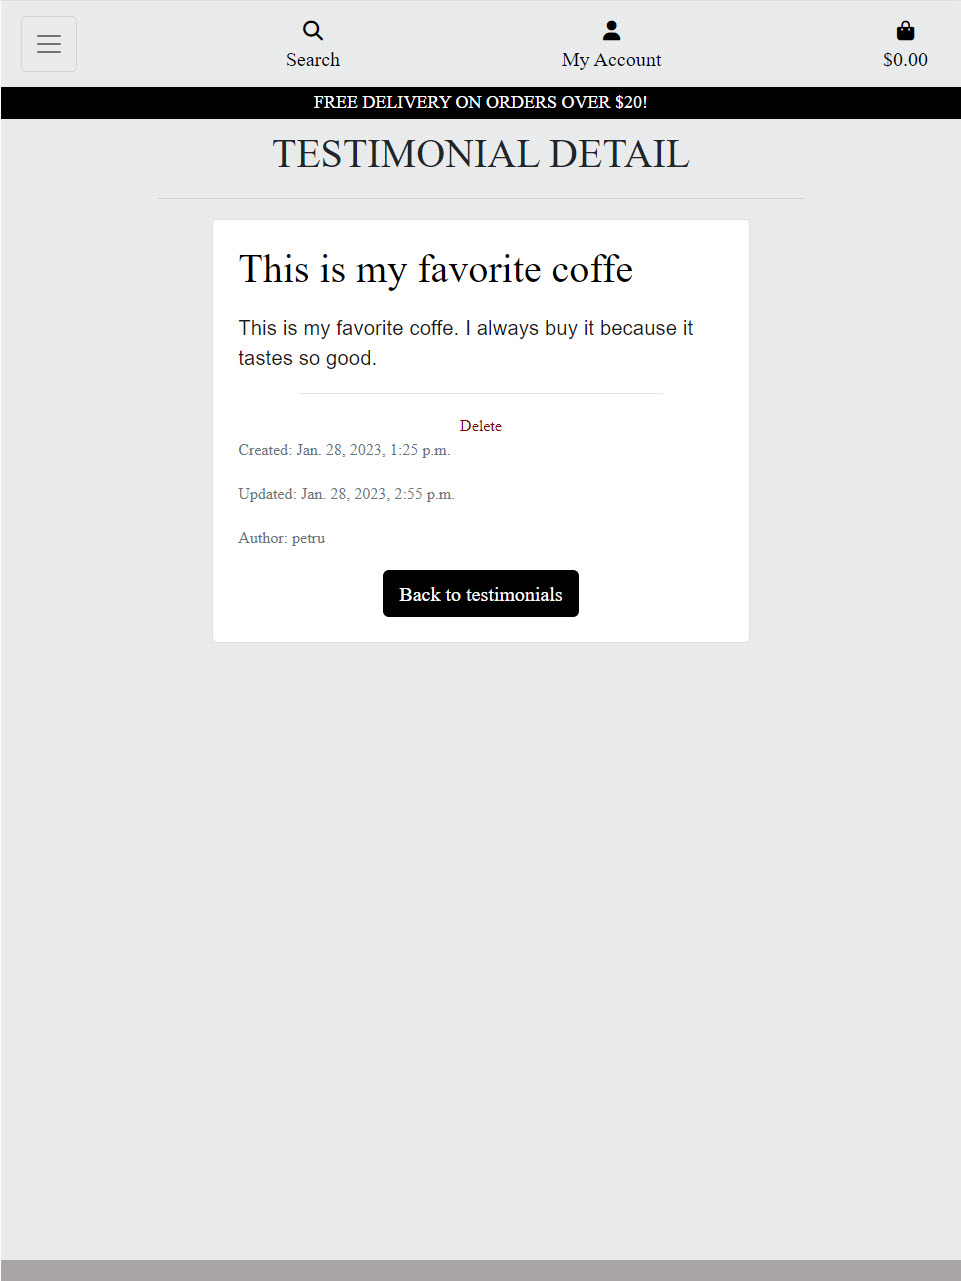 Search
My Account
$0.00
FREE DELIVERY ON ORDERS OVER $20!
TESTIMONIAL DETAIL
This is my favorite coffe
This is my favorite coffe. I always buy it because it
tastes so good.
Delete
Created: Jan. 28, 2023, 1:25 p.m.
Updated: Jan. 28, 2023, 2:55 p.m.
Author: petru
Back to testimonials